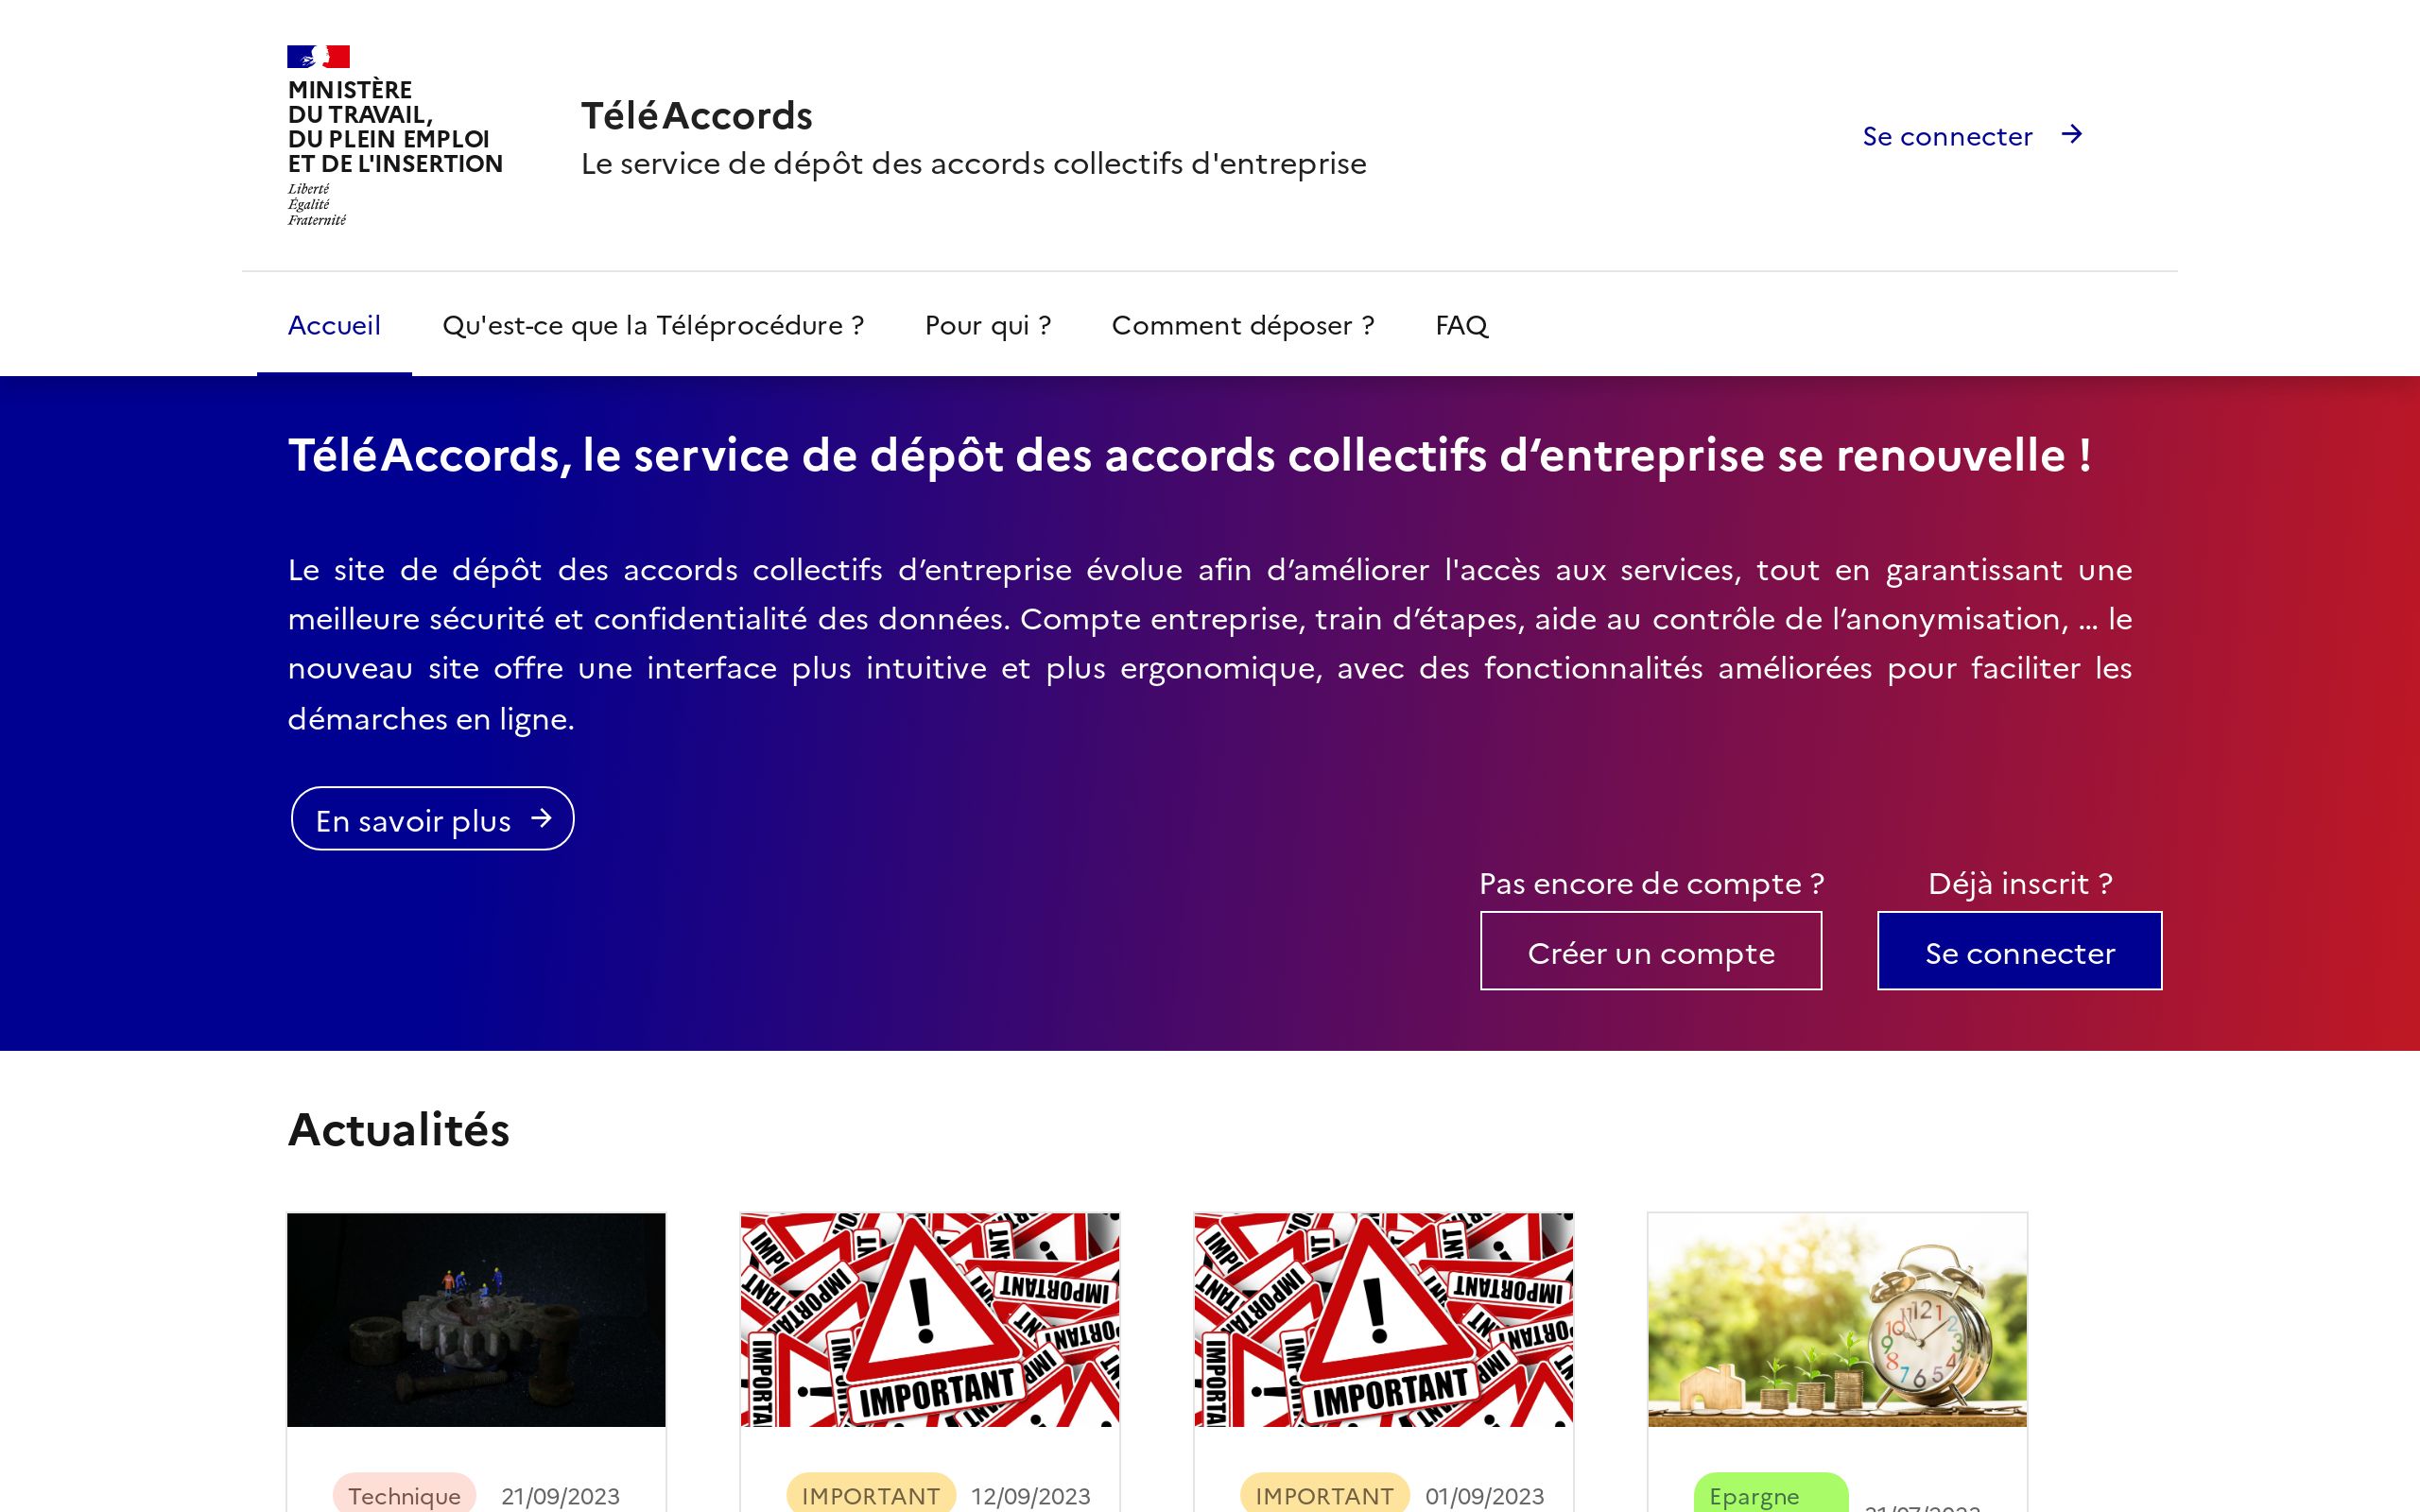 MINISTÈRE
DU TRAVAIL,
DU PLEIN EMPLOI
ET DE L'INSERTION
Liberté
Égalité
Fraternité
TéléAccords
Le service de dépôt des accords collectifs d'entreprise
Se connecter
Accueil
Qu'est-ce que la Téléprocédure ?
Pour qui ?
Comment déposer ?
FAQ
TéléAccords, le service de dépôt des accords collectifs d’entreprise se renouvelle !
Le site de dépôt des accords collectifs d’entreprise évolue afin d’améliorer l'accès aux services, tout en garantissant une
meilleure sécurité et confidentialité des données. Compte entreprise, train d’étapes, aide au contrôle de l’anonymisation, ... le
nouveau site offre une interface plus intuitive et plus ergonomique, avec des fonctionnalités améliorées pour faciliter les
démarches en ligne.
En savoir plus
Pas encore de compte ?
Créer un compte
Déjà inscrit ?
Se connecter
Actualités
IMPORTANT
IMPORTANT
Technique
21/09/2023
IMPORTANT
12/09/2023
IMPORTANT
01/09/2023
Epargne